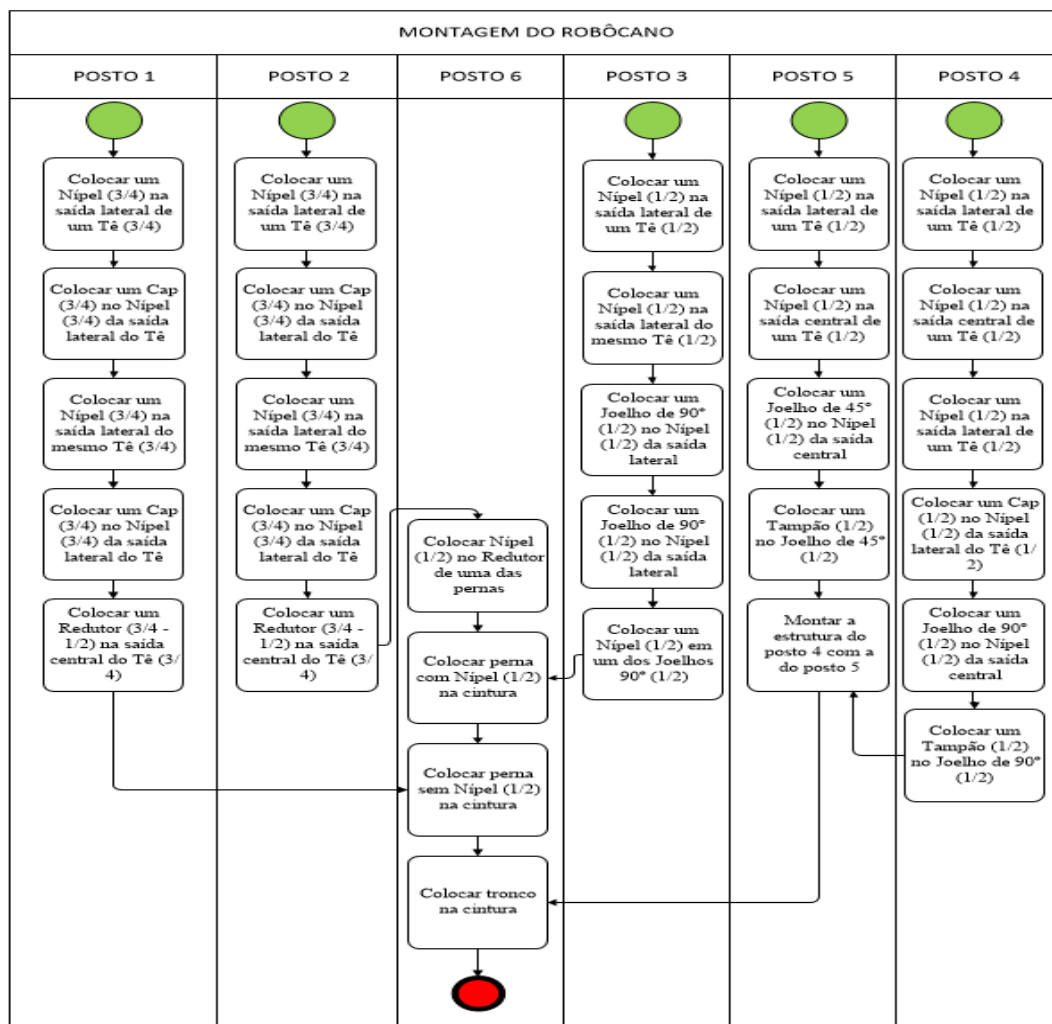 MONTAGEM DO ROBÔCANO
POSTO 1
POSTO 2
POSTO 6
POSTO 3
POSTO 5
POSTO 4
Colocar um
Nípel (3/4) na
saída lateral de
um Tê (3/4)
Colocar um Cap
(3/4) no Nípel
(3/4) da saída
lateral do Tê
Colocar um
Nípel (3/4) na
saída lateral do
mesmo Tê (3/4)
Colocar um Cap
(3/4) no Nípel
(3/4) da saída
lateral do Tê
Colocar um
Redutor (3/4 -
1/2) na saída
central do Tê (3/
4)
Colocar um
Nípel (3/4) na
saída lateral de
um Tê (3/4)
Colocar um Cap
(3/4) no Nípel
(3/4) da saída
lateral do Tê
Colocar um
Nípel (3/4) na
saída lateral do
mesmo Tê (3/4)
Colocar um Cap
(3/4) no Nípel
(3/4) da saída
lateral do Tê
Colocar um
Redutor (3/4 -
1/2) na saída
central do Tê (3/
4)
Colocar Nípel
(1/2) no Redutor
de uma das
pernas
Colocar perna
com Nípel (1/2)
na cintura
Colocar perna
sem Nípel (1/2)
na cintura
Colocar tronco
na cintura
Colocar um
Nípel (1/2) na
saída lateral de
um Tê (1/2)
Colocar um
Nípel (1/2) na
saída lateral do
mesmo Tê (1/2)
Colocar um
Joelho de 90º
(1/2) no Nípel
(1/2) da saída
lateral
Colocar um
Joelho de 90º
(1/2) no Nípel
(1/2) da saída
lateral
Colocar um
Nípel (1/2) em
um dos Joelhos
90º (1/2)
Colocar um
Nípel (1/2) na
saída lateral de
um Tê (1/2)
Colocar um
Nípel (1/2) na
saída central de
um Tê (1/2)
Colocar um
Joelho de 45º
(1/2) no Nípel
(1/2) da saída
central
Colocar um
Tampão (1/2)
no Joelho de 45º
(1/2)
Montar a
estrutura do
posto 4 com a
do posto 5
Colocar um
Nípel (1/2) na
saída lateral de
um Tê (1/2)
Colocar um
Nípel (1/2) na
saída central de
um Tê (1/2)
Colocar um
Nípel (1/2) na
saída lateral de
um Tê (1/2)
Colocar um Cap
(1/2) no Nípel
(1/2) da saída
lateral do Tê (1/
2)
Colocar um
Joelho de 90º
(1/2) no Nípel
(1/2) da saída
central
Colocar um
Tampão (1/2)
no Joelho de 90º
(1/2)